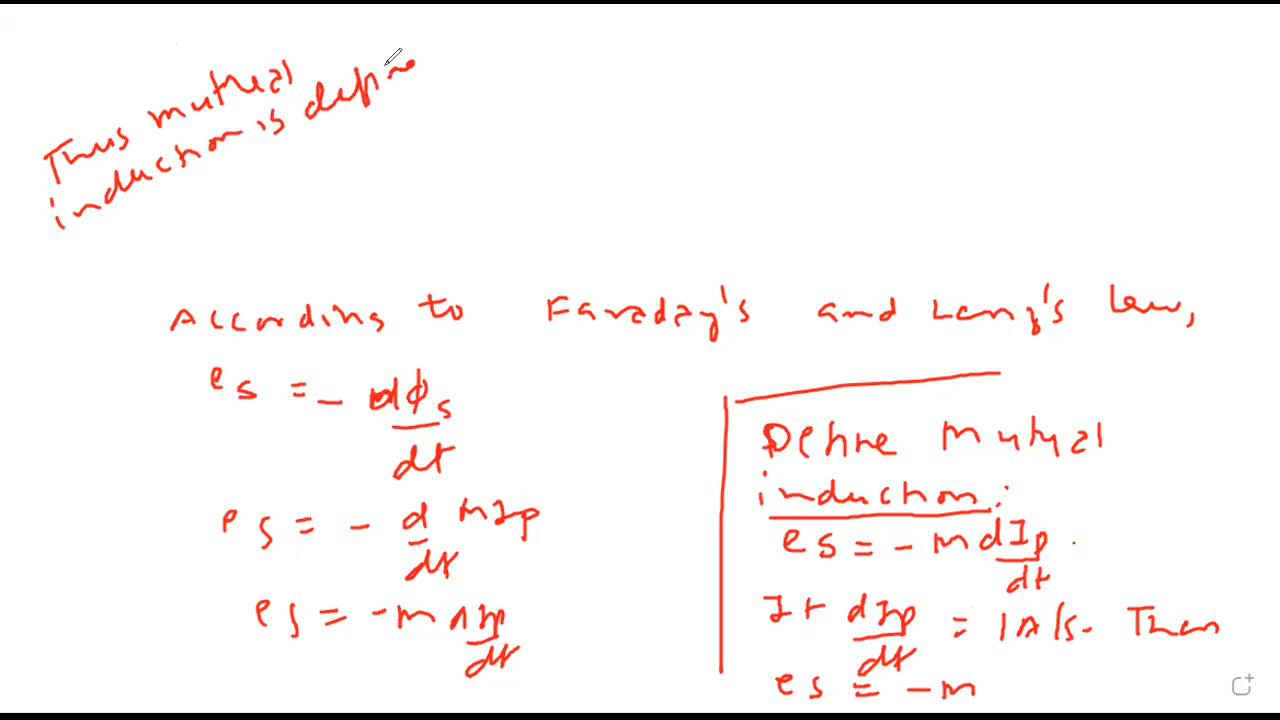 Thus mutual
induction is define
According to Faraday's and Lenz's law,
es = - dϕs/dt
es = - d/dt mIp
es = -m dIp/dt
Define mutual
induction:
es = - m dIp/dt .
If dIp/dt = 1A/s. Then
es = -m